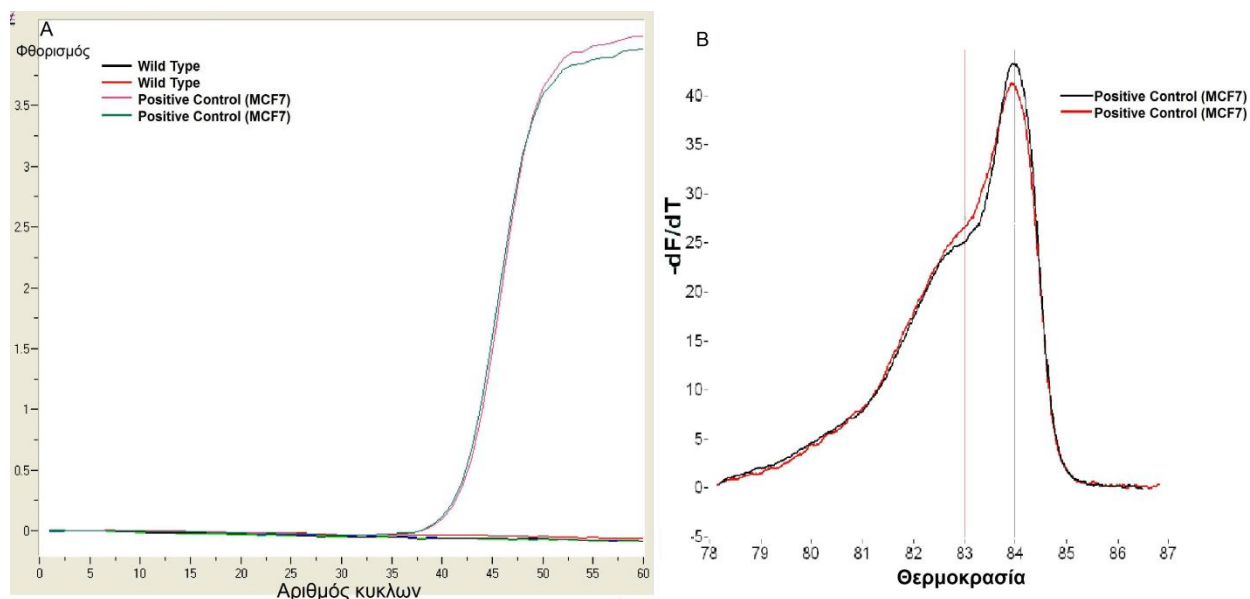 A
Φθορισμός
Wild Type
Wild Type
Positive Control (MCF7)
Positive Control (MCF7)
3.5
3
2.5
2
1.5
1
0.5
0
0 5 10 15 20 25 30 35 40 45 50 55 60
Αριθμός κυκλων
B
Positive Control (MCF7)
Positive Control (MCF7)
-dF/dT
40-
35-
30-
25-
20-
15-
10-
5-
0-
-5-
78 79 80 81 82 83 84 85 86 87
Θερμοκρασία